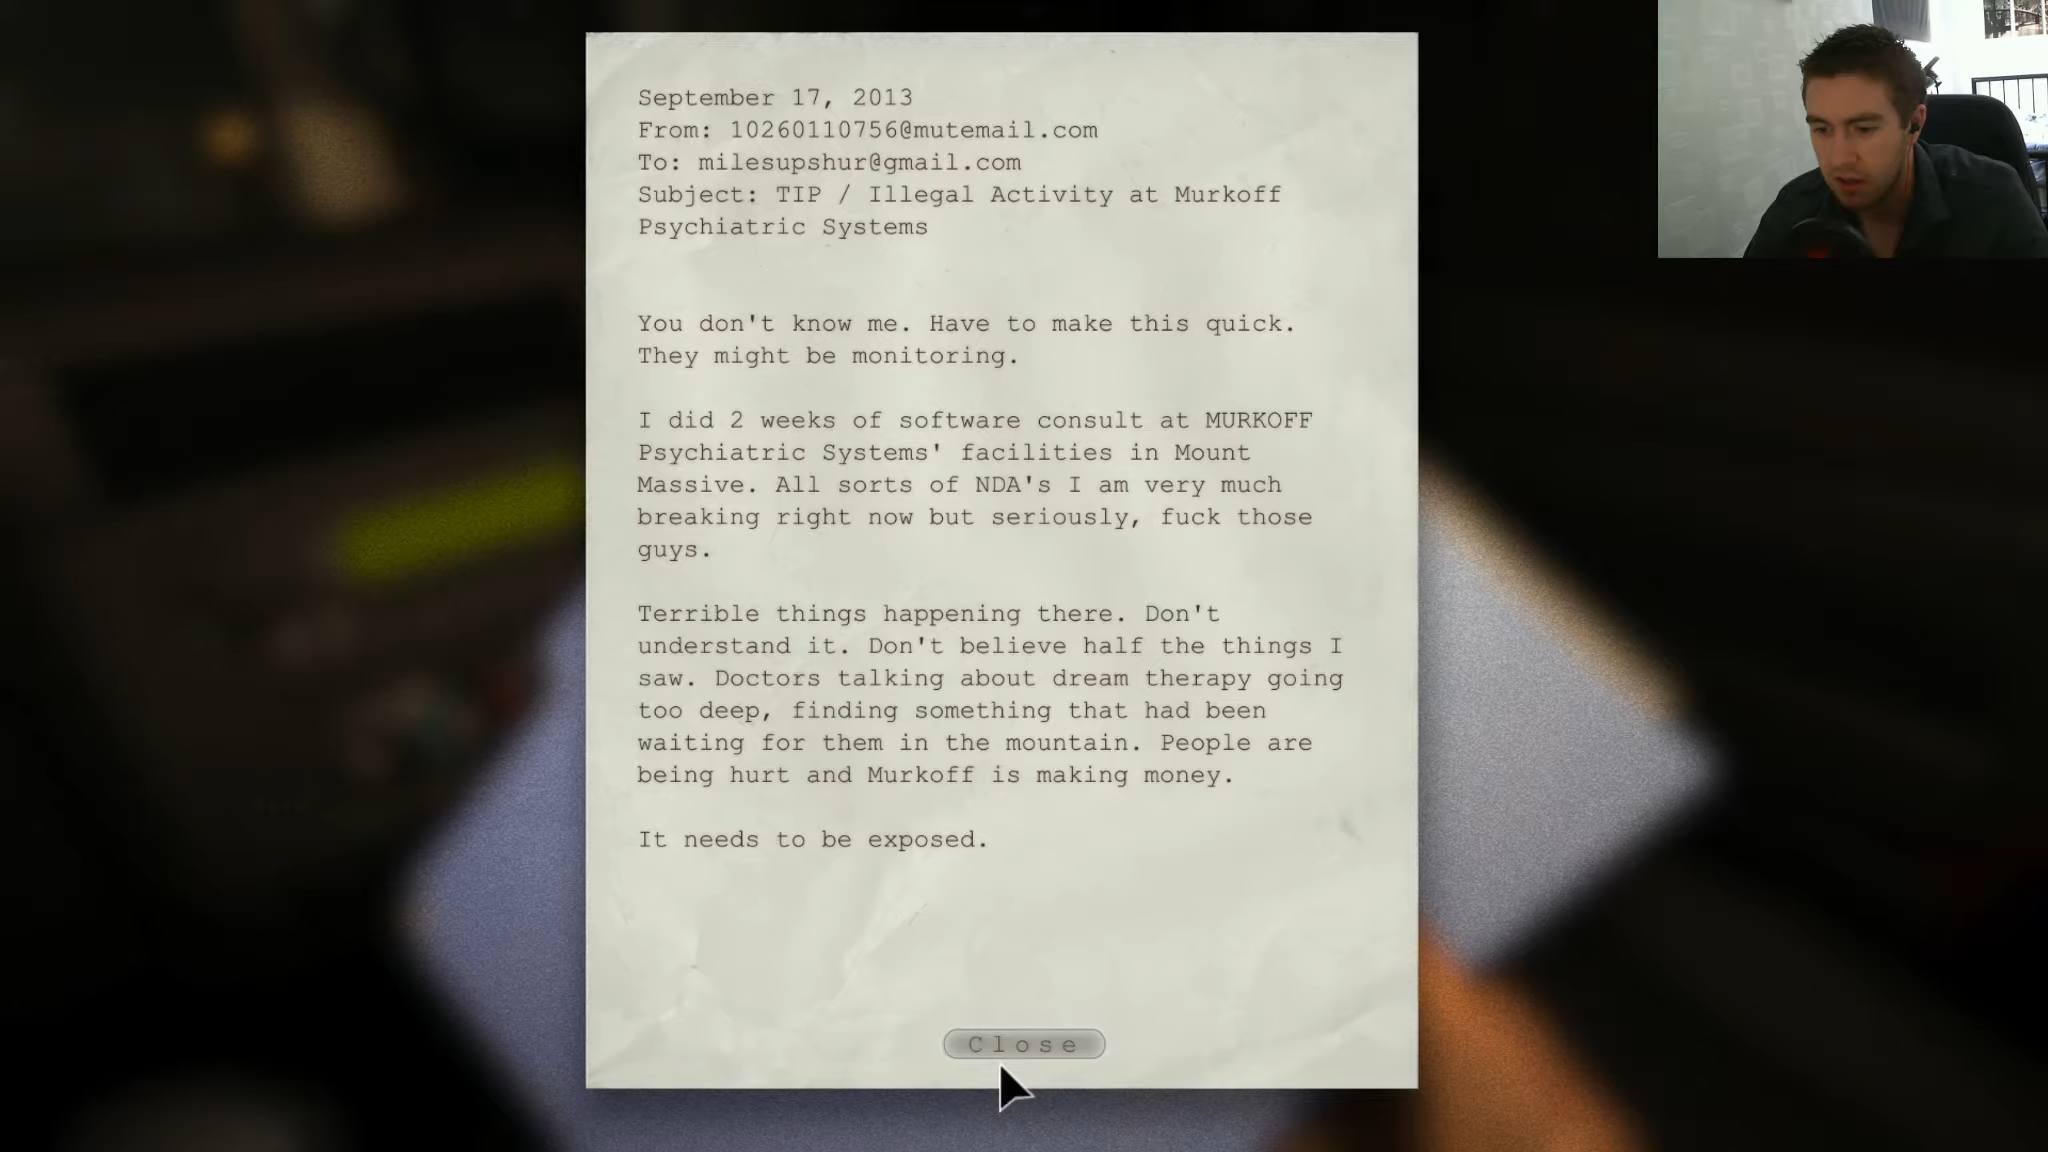 September 17, 2013
From: 10260110756@mutemail.com
To: milesupshur@gmail.com
Subject: TIP / Illegal Activity at Murkoff
Psychiatric Systems
You don't know me. Have to make this quick.
They might be monitoring.
I did 2 weeks of software consult at MURKOFF
Psychiatric Systems' facilities in Mount
Massive. All sorts of NDA's I am very much
breaking right now but seriously, fuck those
guys.
Terrible things happening there. Don't
understand it. Don't believe half the things I
saw. Doctors talking about dream therapy going
too deep, finding something that had been
waiting for them in the mountain. People are
being hurt and Murkoff is making money.
It needs to be exposed.
Close